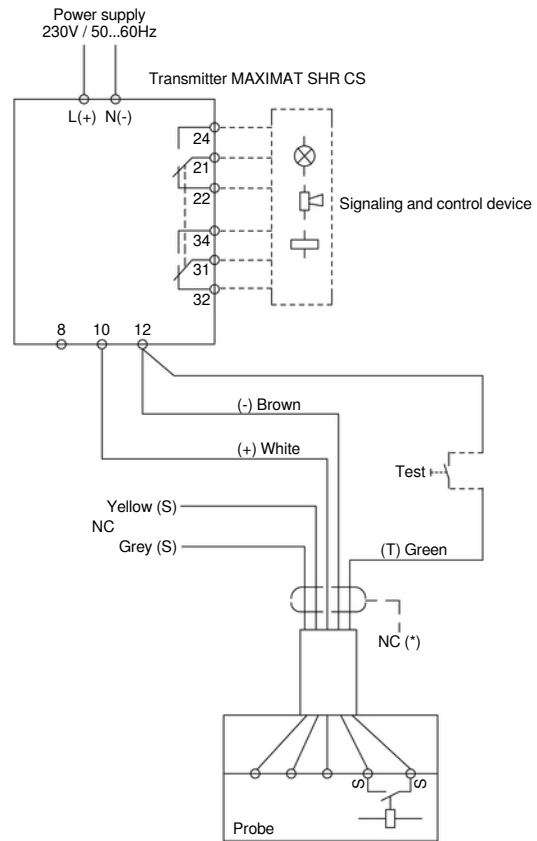 Power supply
230V / 50...60Hz
Transmitter MAXIMAT SHR CS
L(+) N(-)
24
21
22
Signaling and control device
34
31
32
8 10 12
(-) Brown
(+) White
Test
Yellow (S)
NC
Grey (S)
(T) Green
NC (*)
S S
Probe